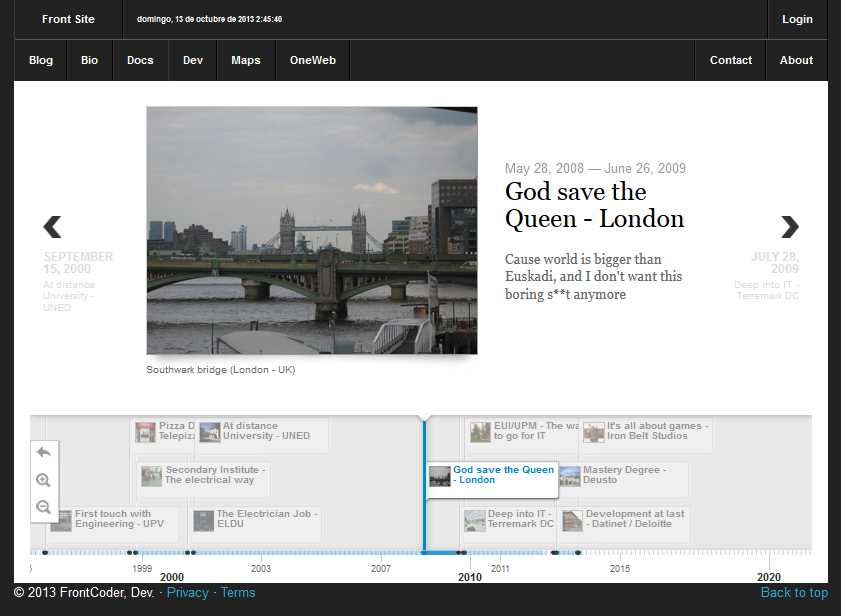 Front Site
domingo, 13 de octubre de 2013 2:45:40
Login
Blog
Bio
Docs
Dev
Maps
OneWeb
Contact
About
May 28, 2008 — June 26, 2009
God save the
Queen - London
Cause world is bigger than
Euskadi, and I don't want this
boring s**t anymore
SEPTEMBER
15, 2000
At distance
University -
UNED
JULY 28,
2009
Deep into IT -
Terremark DC
Southwark bridge (London - UK)
Pizza D
Telepiz
At distance
University - UNED
EUI/UPM - The wa
to go for IT
It's all about games -
Iron Belt Studios
Secondary Institute -
The electrical way
God save the Queen
- London
Mastery Degree -
Deusto
First touch with
Engineering - UPV
The Electrician Job -
ELDU
Deep into IT -
Terremark DC
Development at last
- Datinet / Deloitte
1999
2000
2003
2007
2010
2011
2015
2020
© 2013 FrontCoder, Dev. · Privacy · Terms
Back to top